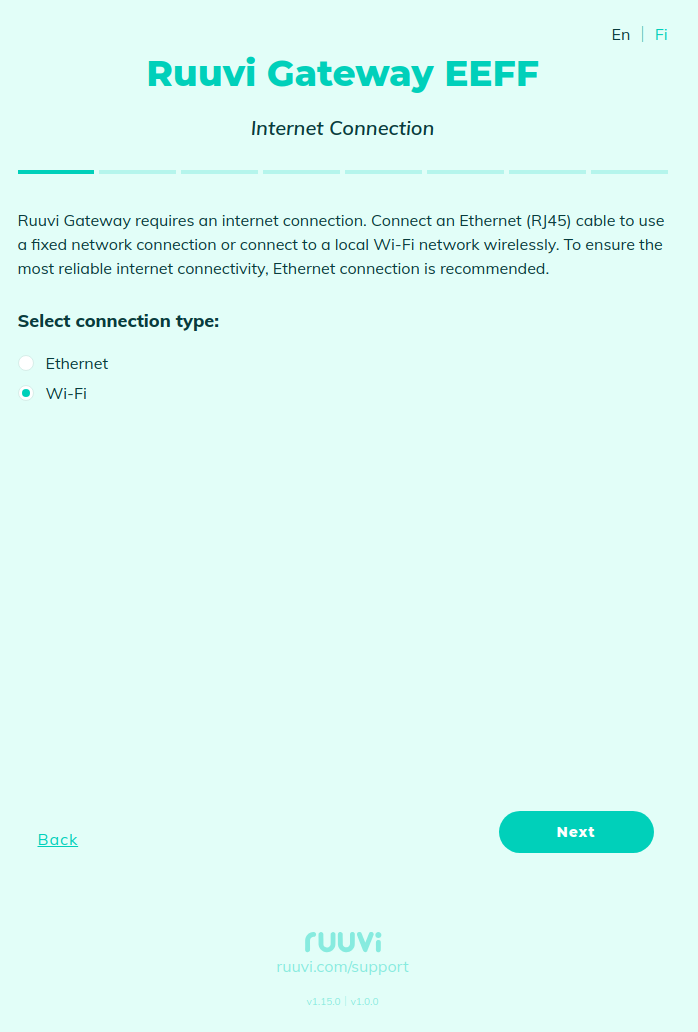 En | Fi
Ruuvi Gateway EEFF
Internet Connection
Ruuvi Gateway requires an internet connection. Connect an Ethernet (RJ45) cable to use
a fixed network connection or connect to a local Wi-Fi network wirelessly. To ensure the
most reliable internet connectivity, Ethernet connection is recommended.
Select connection type:
Ethernet
Wi-Fi
Back
Next
ruuvi
ruuvi.com/support
v1.15.0 | v1.0.0